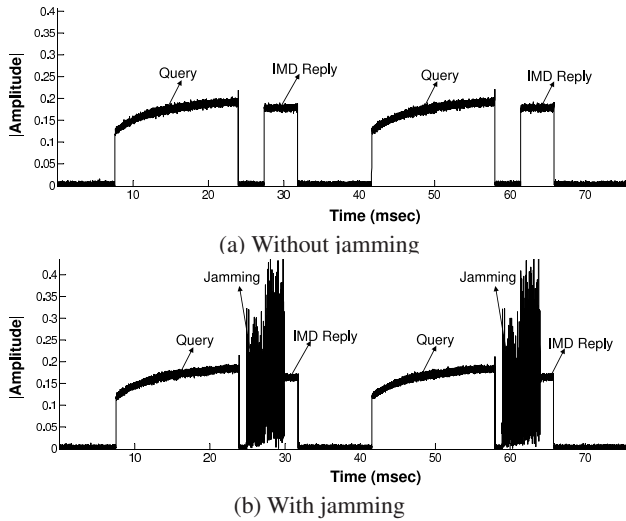 0.4
0.35
0.3
0.25
0.2
0.15
0.1
0.05
0
|Amplitude|
Query
IMD Reply
Query
IMD Reply
10 20 30 40 50 60 70
Time (msec)
(a) Without jamming
0.4
0.35
0.3
0.25
0.2
0.15
0.1
0.05
0
|Amplitude|
Jamming
Query
IMD Reply
Jamming
Query
IMD Reply
10 20 30 40 50 60 70
Time (msec)
(b) With jamming